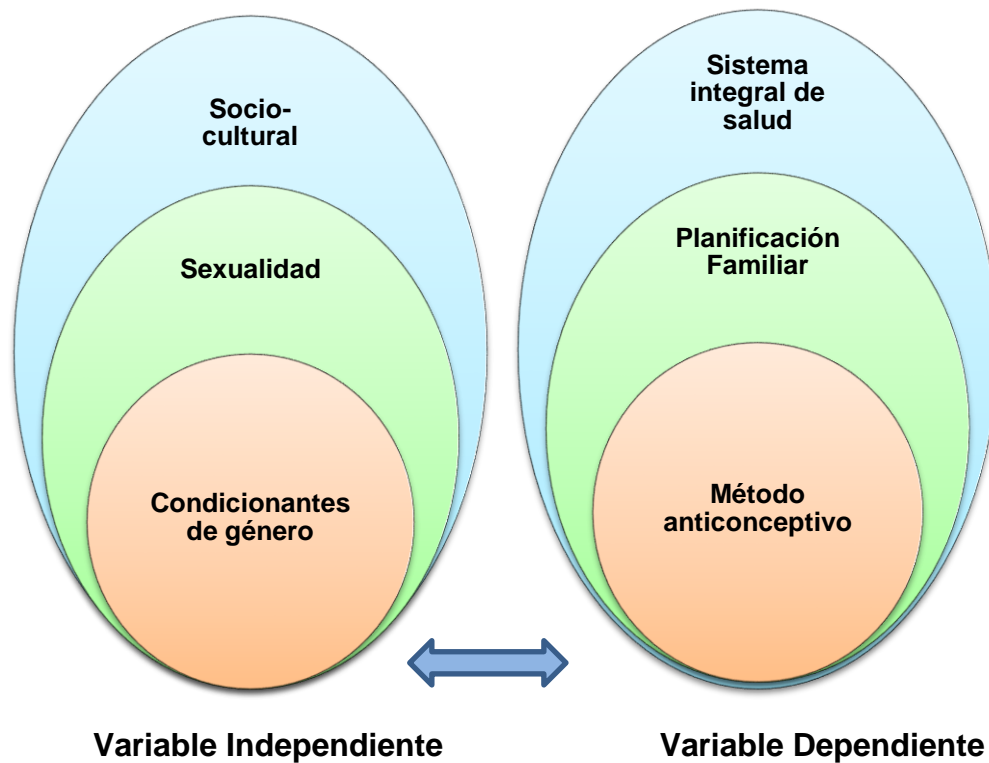 Socio-
cultural
Sexualidad
Condicionantes
de género
Variable Independiente
Sistema
integral de
salud
Planificación
Familiar
Método
anticonceptivo
Variable Dependiente